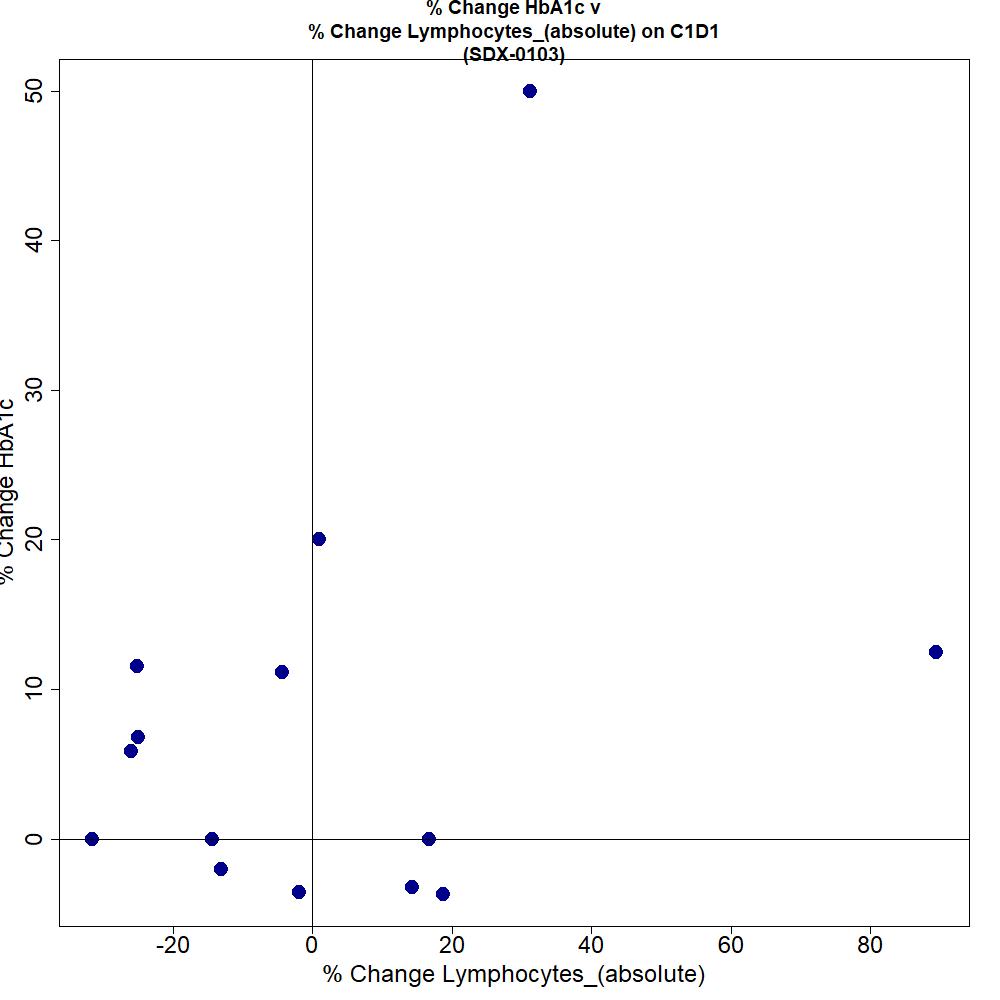 % Change HbA1c v
% Change Lymphocytes_(absolute) on C1D1
(SDX-0103)
50
40
30
20
10
0
% Change HbA1c
-20
0
20
40
60
80
% Change Lymphocytes_(absolute)